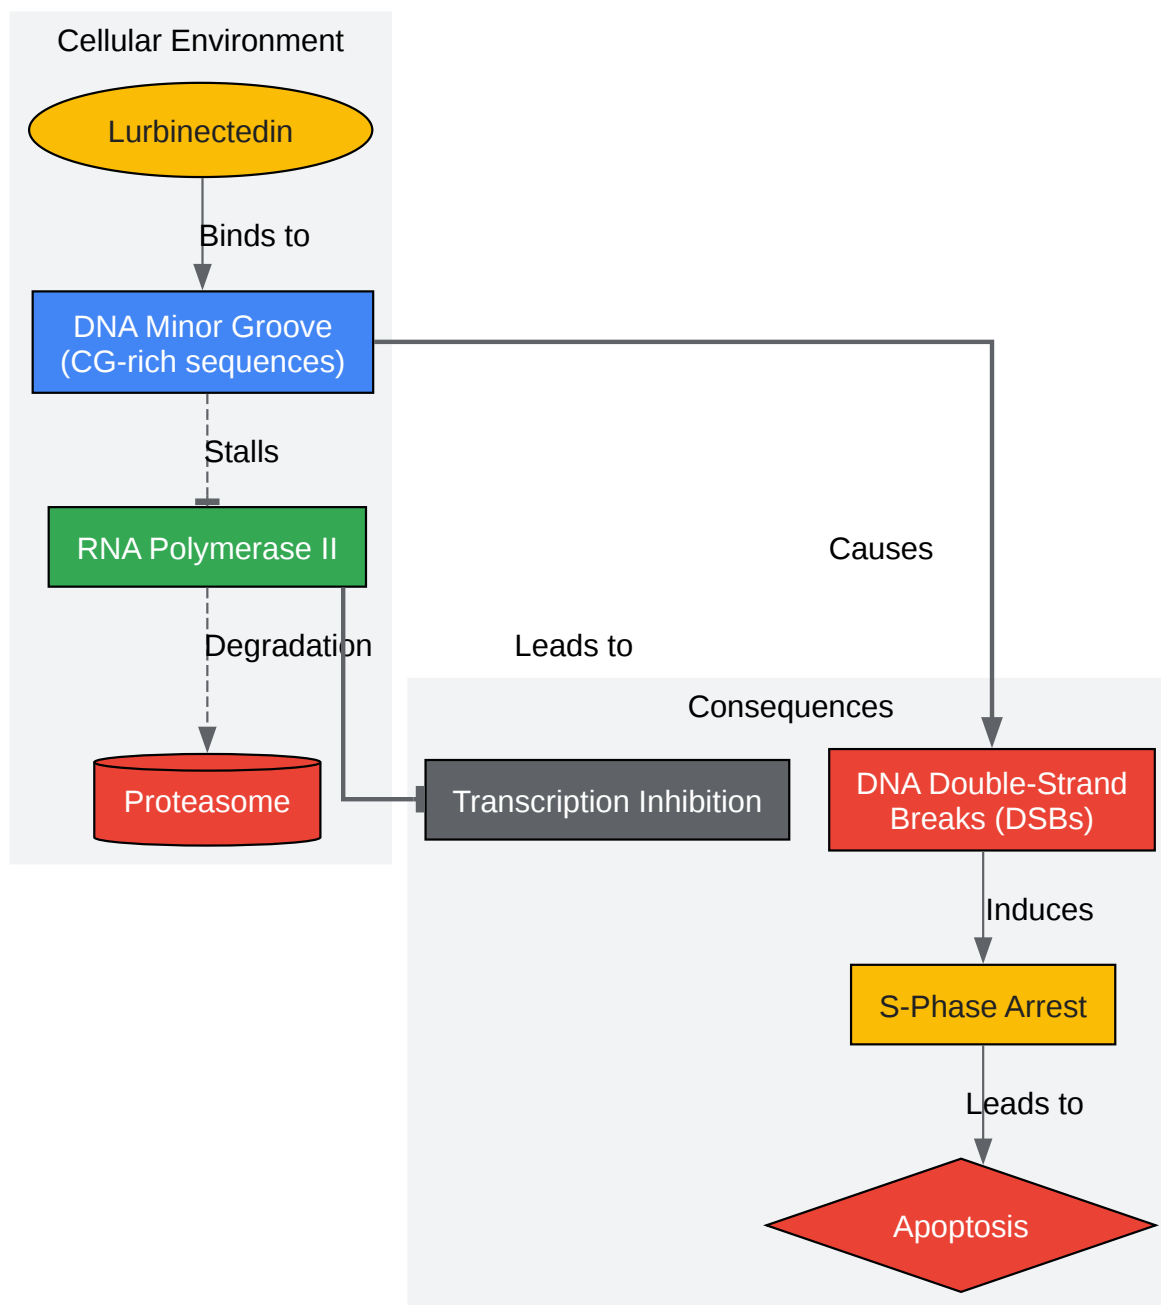 Cellular Environment
Lurbinectedin
Binds to
DNA Minor Groove
(CG-rich sequences)
Stalls
RNA Polymerase II
Causes
Degradation
Leads to
Consequences
Proteasome
Transcription Inhibition
DNA Double-Strand
Breaks (DSBs)
Induces
S-Phase Arrest
Leads to
Apoptosis